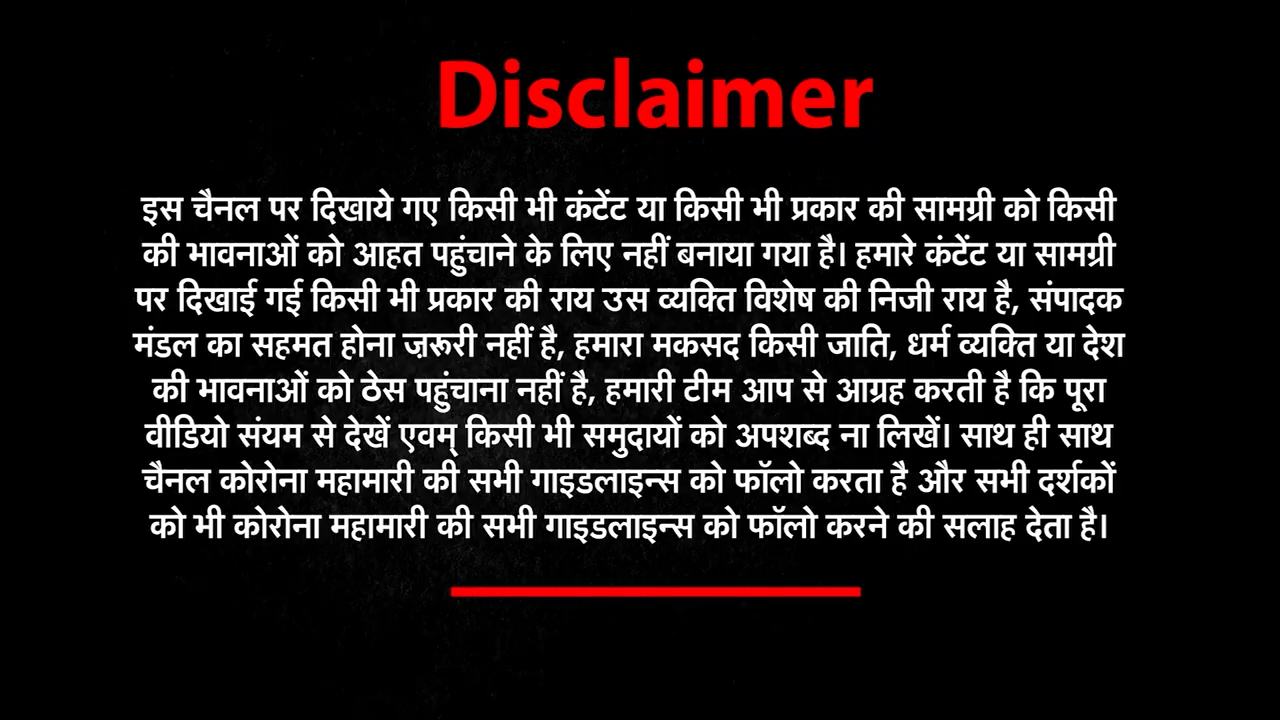 Disclaimer
इस चैनल पर दिखाये गए किसी भी कंटेंट या किसी भी प्रकार की सामग्री को किसी
की भावनाओं को आहत पहुंचाने के लिए नहीं बनाया गया है। हमारे कंटेंट या सामग्री
पर दिखाई गई किसी भी प्रकार की राय उस व्यक्ति विशेष की निजी राय है, संपादक
मंडल का सहमत होना ज़रूरी नहीं है, हमारा मकसद किसी जाति, धर्म व्यक्ति या देश
की भावनाओं को ठेस पहुंचाना नहीं है, हमारी टीम आप से आग्रह करती है कि पूरा
वीडियो संयम से देखें एवम् किसी भी समुदायों को अपशब्द ना लिखें। साथ ही साथ
चैनल कोरोना महामारी की सभी गाइडलाइन्स को फॉलो करता है और सभी दर्शकों
को भी कोरोना महामारी की सभी गाइडलाइन्स को फॉलो करने की सलाह देता है।